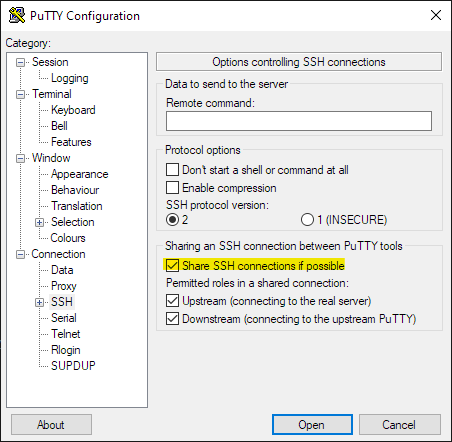 PuTTY Configuration
Category:
Session
Logging
Terminal
Keyboard
Bell
Features
Window
Appearance
Behaviour
Translation
Selection
Colours
Connection
Data
Proxy
SSH
Serial
Telnet
Rlogin
SUPDUP
Options controlling SSH connections
Data to send to the server
Remote command:
Protocol options
Don't start a shell or command at all
Enable compression
SSH protocol version:
2 1 (INSECURE)
Sharing an SSH connection between PuTTY tools
Share SSH connections if possible
Permitted roles in a shared connection:
Upstream (connecting to the real server)
Downstream (connecting to the upstream PuTTY)
About Open Cancel